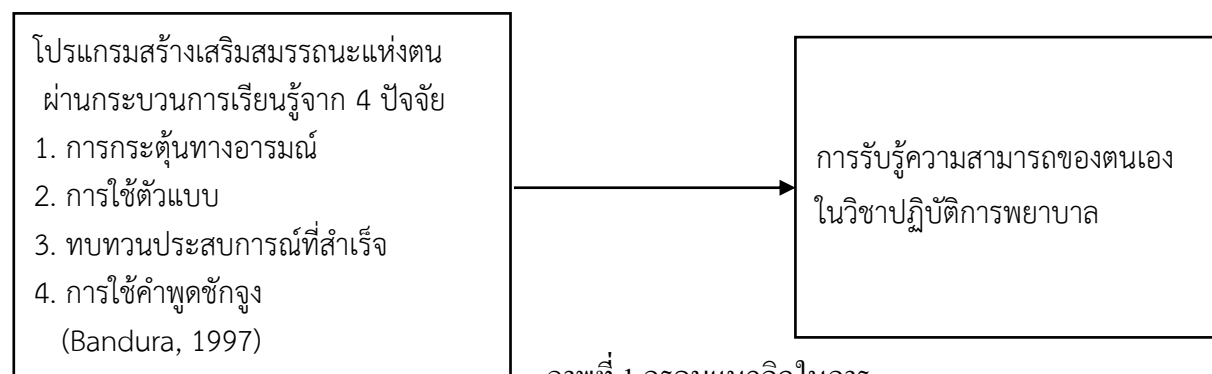 โปรแกรมสร้างเสริมสมรรถนะแห่งตน
ผ่านกระบวนการเรียนรู้จาก 4 ปัจจัย
1. การกระตุ้นทางอารมณ์
2. การใช้ตัวแบบ
3. ทบทวนประสบการณ์ที่สำเร็จ
4. การใช้คำพูดชักจูง
(Bandura, 1997)
การรับรู้ความสามารถของตนเอง
ในวิชาปฏิบัติการพยาบาล